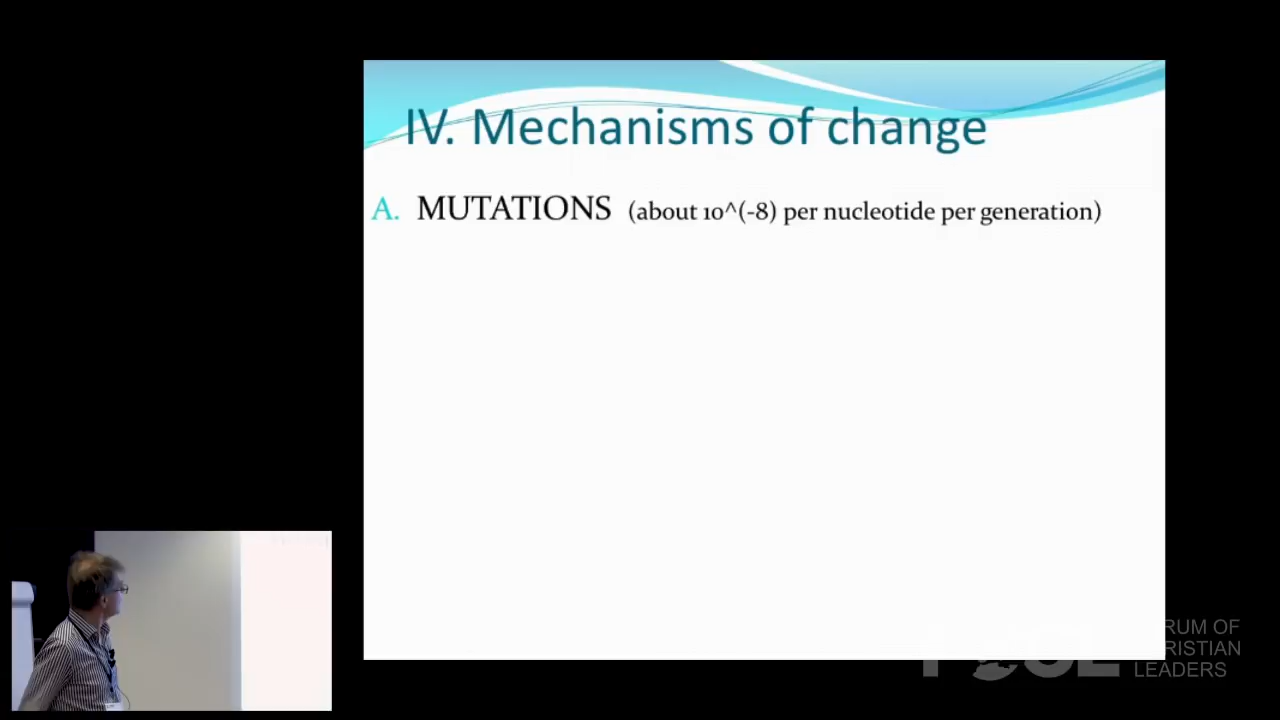 IV. Mechanisms of change
A. MUTATIONS (about 10^(-8) per nucleotide per generation)
RUM OF
RISTIAN
LEADERS